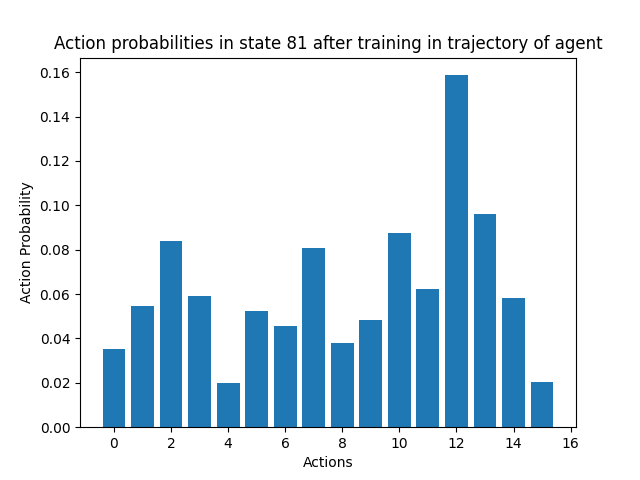 Action probabilities in state 81 after training in trajectory of agent
0.16
0.14
0.12
0.10
0.08
0.06
0.04
0.02
0.00
Action Probability
0 2 4 6 8 10 12 14 16
Actions